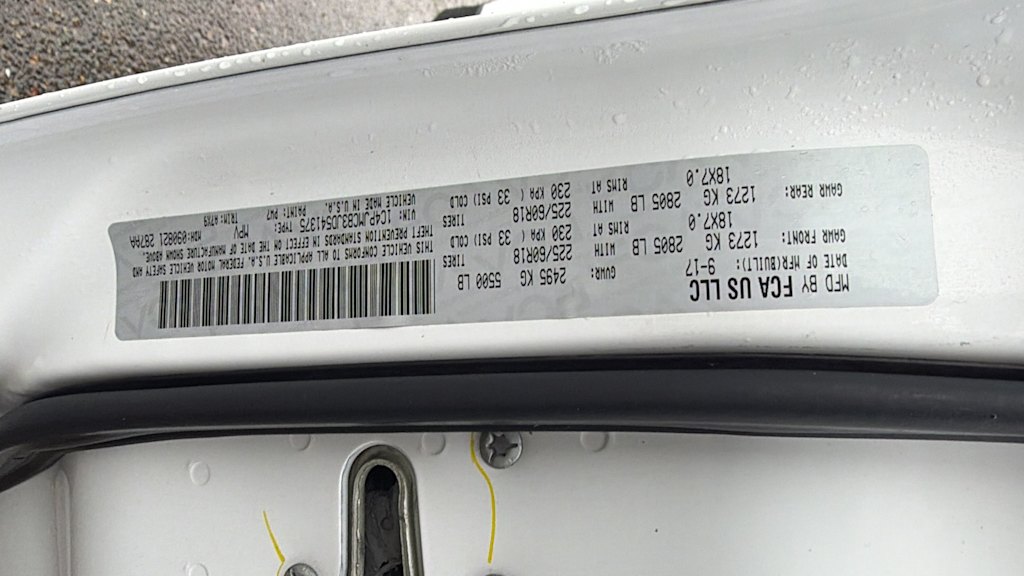 MFD BY FCA US LLC
DATE OF MFR(BUILT): 9-17
GVWR: 2495 KG 5500 LB
GAWR FRONT: 1273 KG 2805 LB WITH 225/60R18 TIRES
18X7.0 RIMS AT 230 KPA ( 33 PSI) COLD
GAWR REAR: 1273 KG 2805 LB WITH 225/60R18 TIRES
18X7.0 RIMS AT 230 KPA ( 33 PSI) COLD
THIS VEHICLE CONFORMS TO ALL APPLICABLE U.S.A. FEDERAL MOTOR VEHICLE SAFETY AND
THEFT PREVENTION STANDARDS IN EFFECT ON THE DATE OF MANUFACTURE SHOWN ABOVE.
VIN: 1C4PJMCB3JD541375 TYPE: MPV MDH:090821 287AA
VEHICLE MADE IN U.S.A. PAINT: PW7 TRIM:A7X9